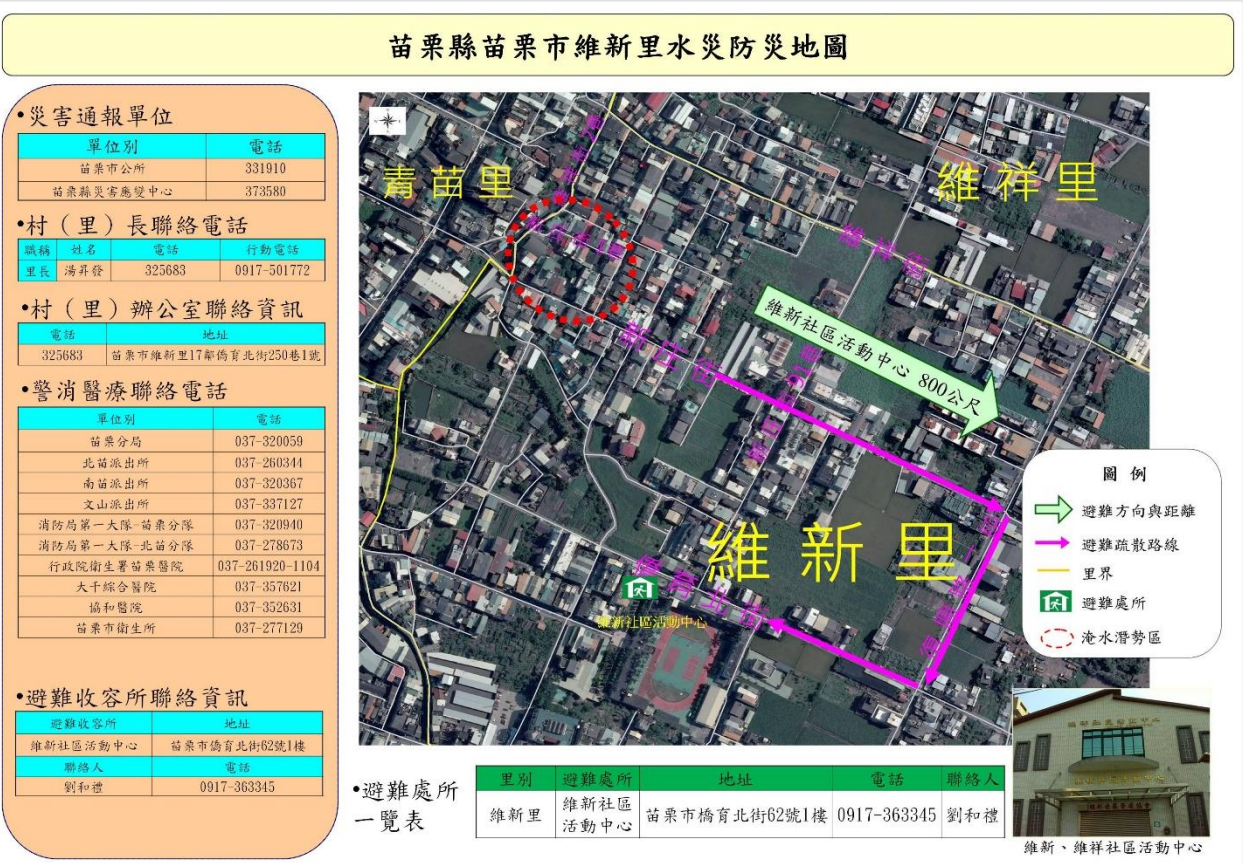 苗栗縣苗栗市維新里水災防災地圖
•災害通報單位
單位別 電話
苗栗市公所 331910
苗栗縣災害應變中心 373580
•村（里）長聯絡電話
職稱 姓名 電話 行動電話
里長 湯昇發 325683 0917-501772
•村（里）辦公室聯絡資訊
電話 地址
325683 苗栗市維新里17鄰僑育北街250巷1號
•警消醫療聯絡電話
單位別 電話
苗栗分局 037-320059
北苗派出所 037-260344
南苗派出所 037-320367
文山派出所 037-337127
消防局第一大隊-苗栗分隊 037-320940
消防局第一大隊-北苗分隊 037-278673
行政院衛生署苗栗醫院 037-261920-1104
大千綜合醫院 037-357621
協和醫院 037-352631
苗栗市衛生所 037-277129
•避難收容所聯絡資訊
避難收容所 地址
維新社區活動中心 苗栗市僑育北街62號1樓
聯絡人 電話
劉和禮 0917-363345
青苗里
維祥里
維祥街
新庄街
維新社區活動中心 800公尺
維新里
僑育北街
維新社區活動中心
圖例
避難方向與距離
避難疏散路線
里界
避難處所
淹水潛勢區
•避難處所
一覽表
里別 避難處所 地址 電話 聯絡人
維新里 維新社區
活動中心 苗栗市橋育北街62號1樓 0917-363345 劉和禮
維新、維祥社區活動中心